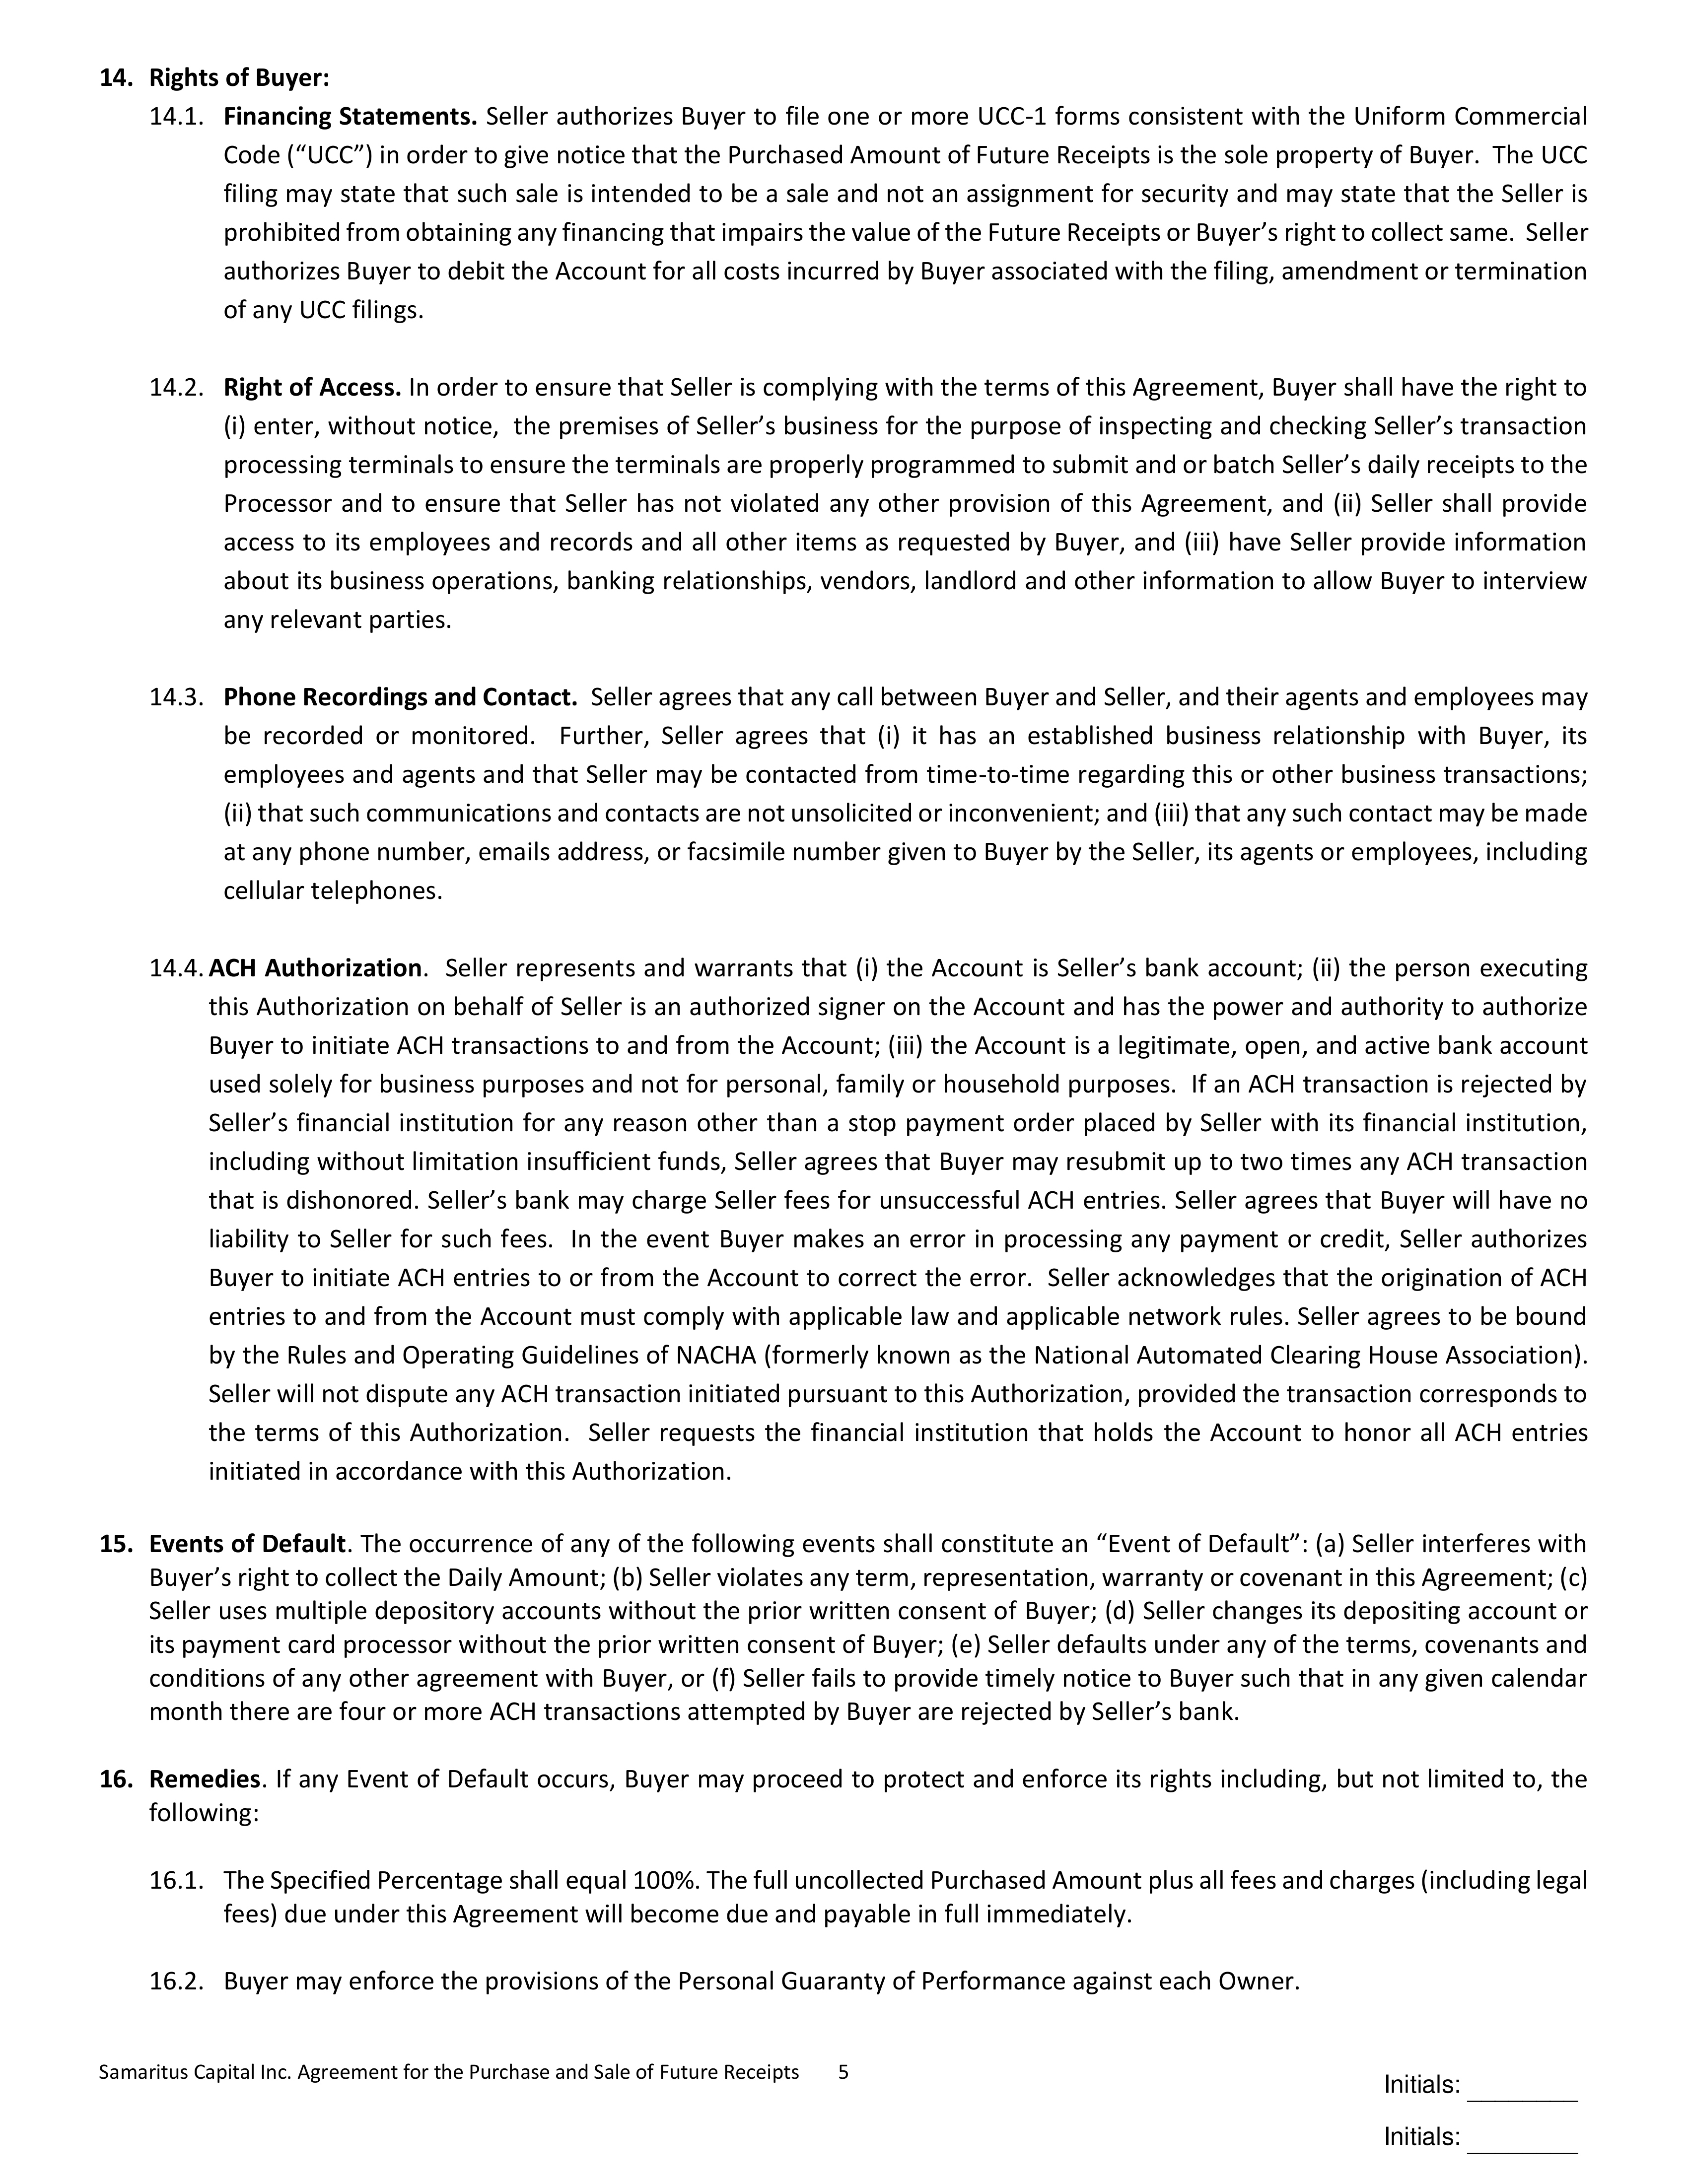 14. Rights of Buyer:
14.1. Financing Statements. Seller authorizes Buyer to file one or more UCC-1 forms consistent with the Uniform Commercial
Code (“UCC”) in order to give notice that the Purchased Amount of Future Receipts is the sole property of Buyer.  The UCC
filing may state that such sale is intended to be a sale and not an assignment for security and may state that the Seller is
prohibited from obtaining any financing that impairs the value of the Future Receipts or Buyer’s right to collect same.  Seller
authorizes Buyer to debit the Account for all costs incurred by Buyer associated with the filing, amendment or termination
of any UCC filings.
14.2. Right of Access. In order to ensure that Seller is complying with the terms of this Agreement, Buyer shall have the right to
(i) enter, without notice,  the premises of Seller’s business for the purpose of inspecting and checking Seller’s transaction
processing terminals to ensure the terminals are properly programmed to submit and or batch Seller’s daily receipts to the
Processor and to ensure that Seller has not violated any other provision of this Agreement, and (ii) Seller shall provide
access to its employees and records and all other items as requested by Buyer, and (iii) have Seller provide information
about its business operations, banking relationships, vendors, landlord and other information to allow Buyer to interview
any relevant parties.
14.3. Phone Recordings and Contact.  Seller agrees that any call between Buyer and Seller, and their agents and employees may
be recorded or monitored.  Further, Seller agrees that (i) it has an established business relationship with Buyer, its
employees and agents and that Seller may be contacted from time-to-time regarding this or other business transactions;
(ii) that such communications and contacts are not unsolicited or inconvenient; and (iii) that any such contact may be made
at any phone number, emails address, or facsimile number given to Buyer by the Seller, its agents or employees, including
cellular telephones.
14.4. ACH Authorization.  Seller represents and warrants that (i) the Account is Seller’s bank account; (ii) the person executing
this Authorization on behalf of Seller is an authorized signer on the Account and has the power and authority to authorize
Buyer to initiate ACH transactions to and from the Account; (iii) the Account is a legitimate, open, and active bank account
used solely for business purposes and not for personal, family or household purposes.  If an ACH transaction is rejected by
Seller’s financial institution for any reason other than a stop payment order placed by Seller with its financial institution,
including without limitation insufficient funds, Seller agrees that Buyer may resubmit up to two times any ACH transaction
that is dishonored. Seller’s bank may charge Seller fees for unsuccessful ACH entries. Seller agrees that Buyer will have no
liability to Seller for such fees.  In the event Buyer makes an error in processing any payment or credit, Seller authorizes
Buyer to initiate ACH entries to or from the Account to correct the error.  Seller acknowledges that the origination of ACH
entries to and from the Account must comply with applicable law and applicable network rules. Seller agrees to be bound
by the Rules and Operating Guidelines of NACHA (formerly known as the National Automated Clearing House Association).
Seller will not dispute any ACH transaction initiated pursuant to this Authorization, provided the transaction corresponds to
the terms of this Authorization.  Seller requests the financial institution that holds the Account to honor all ACH entries
initiated in accordance with this Authorization.
15. Events of Default. The occurrence of any of the following events shall constitute an “Event of Default”: (a) Seller interferes with
Buyer’s right to collect the Daily Amount; (b) Seller violates any term, representation, warranty or covenant in this Agreement; (c)
Seller uses multiple depository accounts without the prior written consent of Buyer; (d) Seller changes its depositing account or
its payment card processor without the prior written consent of Buyer; (e) Seller defaults under any of the terms, covenants and
conditions of any other agreement with Buyer, or (f) Seller fails to provide timely notice to Buyer such that in any given calendar
month there are four or more ACH transactions attempted by Buyer are rejected by Seller’s bank.
16. Remedies. If any Event of Default occurs, Buyer may proceed to protect and enforce its rights including, but not limited to, the
following:
16.1. The Specified Percentage shall equal 100%. The full uncollected Purchased Amount plus all fees and charges (including legal
fees) due under this Agreement will become due and payable in full immediately.
16.2. Buyer may enforce the provisions of the Personal Guaranty of Performance against each Owner.
Samaritus Capital Inc. Agreement for the Purchase and Sale of Future Receipts 5
Initials: ________
Initials: ________